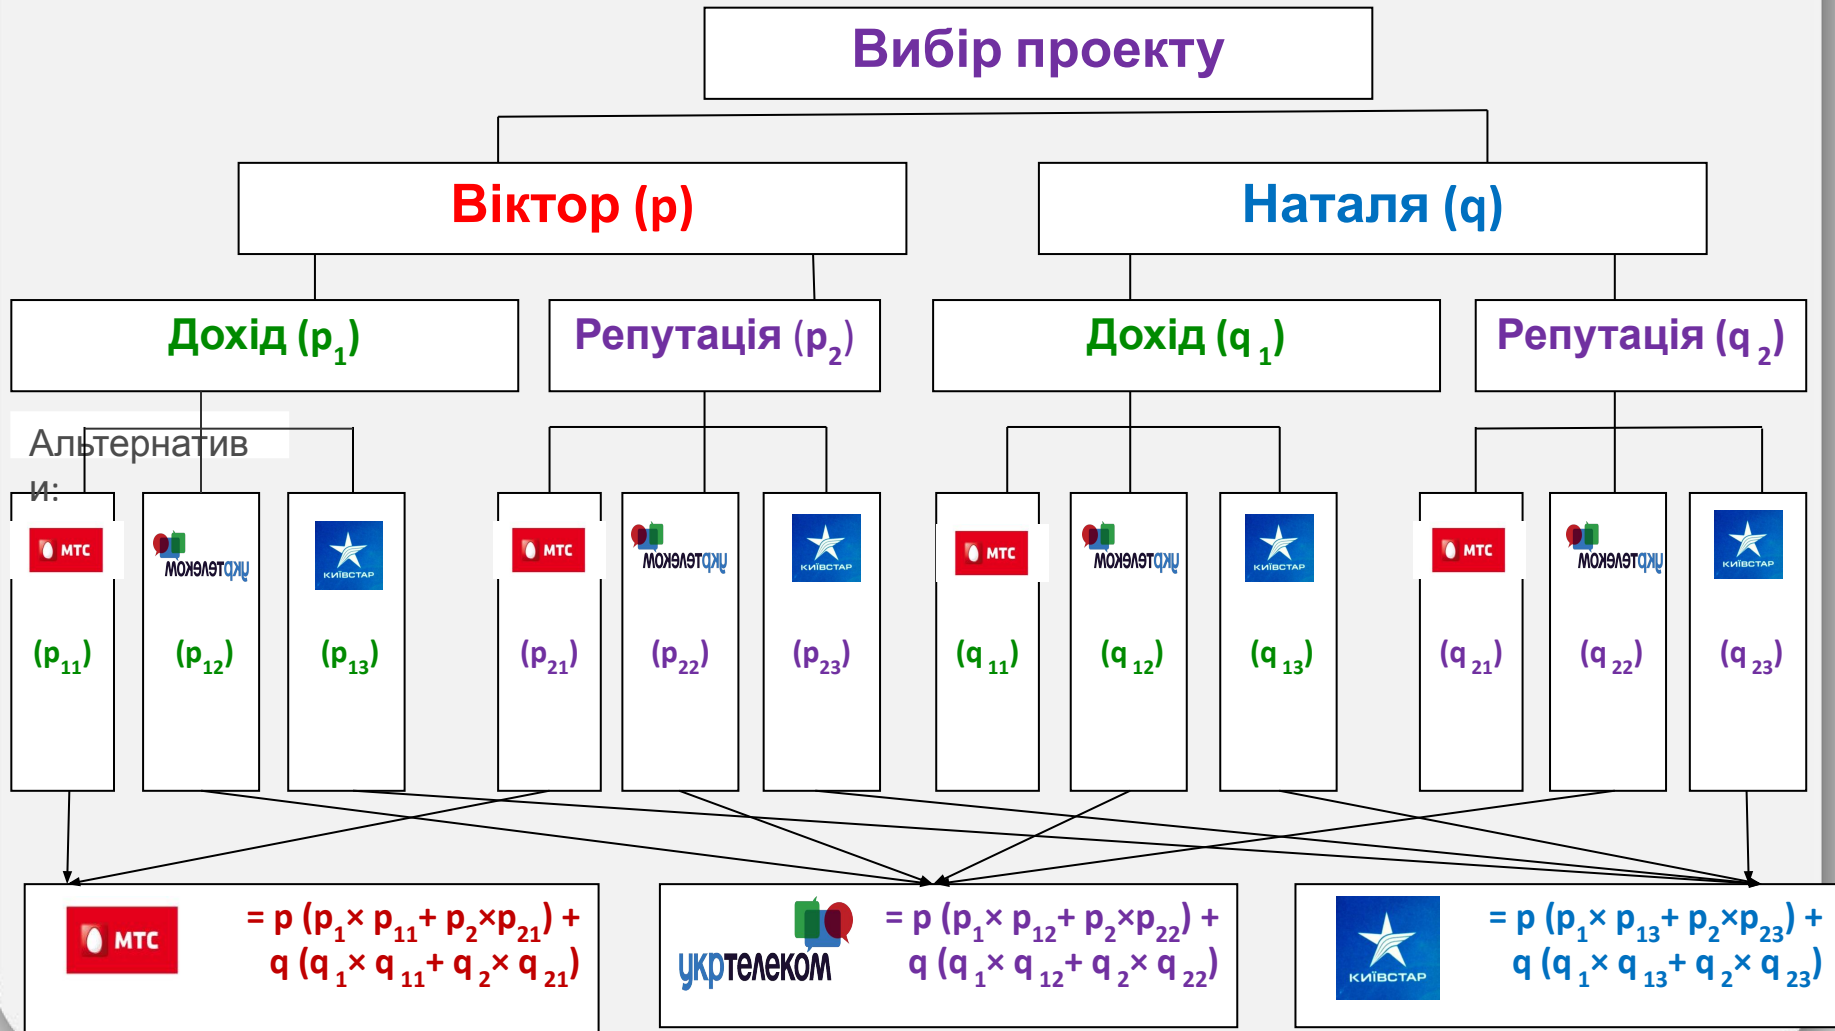 Вибір проекту
Віктор (p)
Наталя (q)
Дохід (p₁)
Репутація (p₂)
Дохід (q₁)
Репутація (q₂)
Альтернатив
и:
МТС
укртелеком
КИЇВСТАР
МТС
укртелеком
КИЇВСТАР
МТС
укртелеком
КИЇВСТАР
МТС
укртелеком
КИЇВСТАР
(p₁₁)
(p₁₂)
(p₁₃)
(p₂₁)
(p₂₂)
(p₂₃)
(q₁₁)
(q₁₂)
(q₁₃)
(q₂₁)
(q₂₂)
(q₂₃)
МТС
= p (p₁× p₁₁+ p₂×p₂₁) +
q (q₁× q₁₁+ q₂× q₂₁)
укртелеком
= p (p₁× p₁₂+ p₂×p₂₂) +
q (q₁× q₁₂+ q₂× q₂₂)
КИЇВСТАР
= p (p₁× p₁₃+ p₂×p₂₃) +
q (q₁× q₁₃+ q₂× q₂₃)